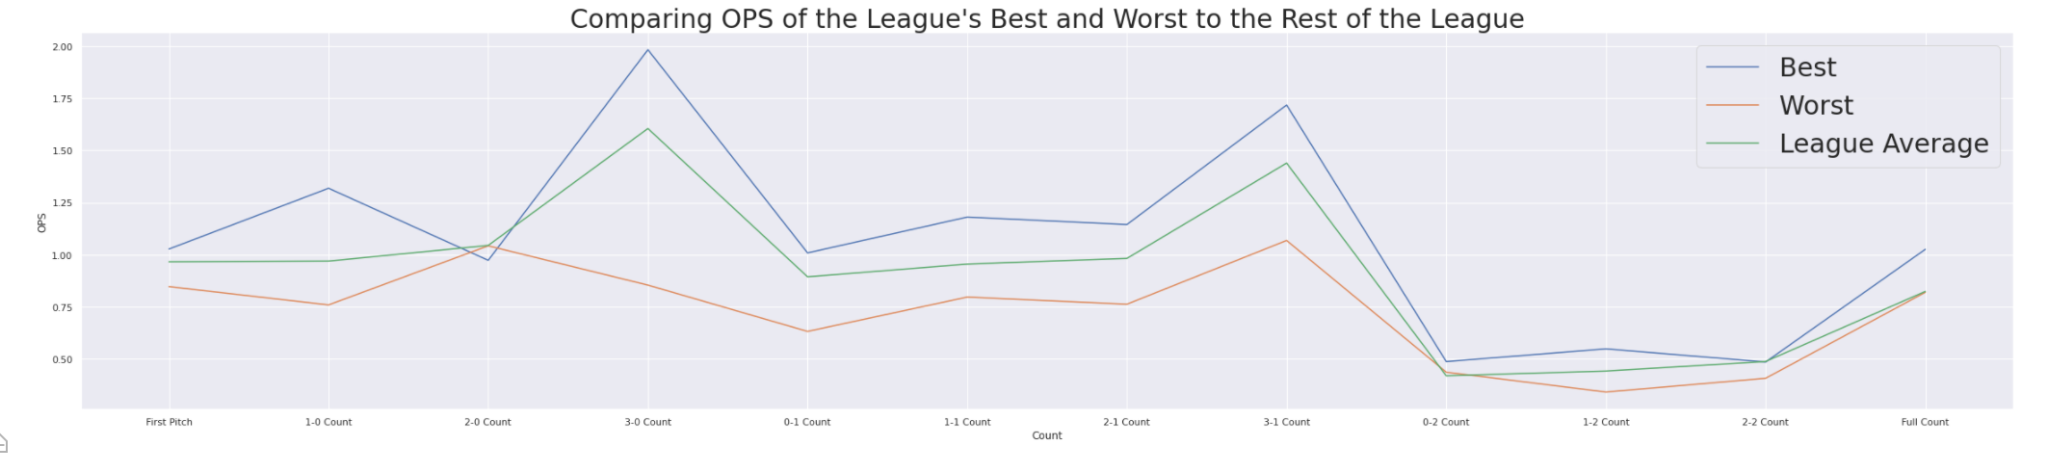 Comparing OPS of the League's Best and Worst to the Rest of the League
2.00
1.75
1.50
1.25
1.00
0.75
0.50
OPS
Best
Worst
League Average
First Pitch 1-0 Count 2-0 Count 3-0 Count 0-1 Count 1-1 Count 2-1 Count 3-1 Count 0-2 Count 1-2 Count 2-2 Count Full Count
Count